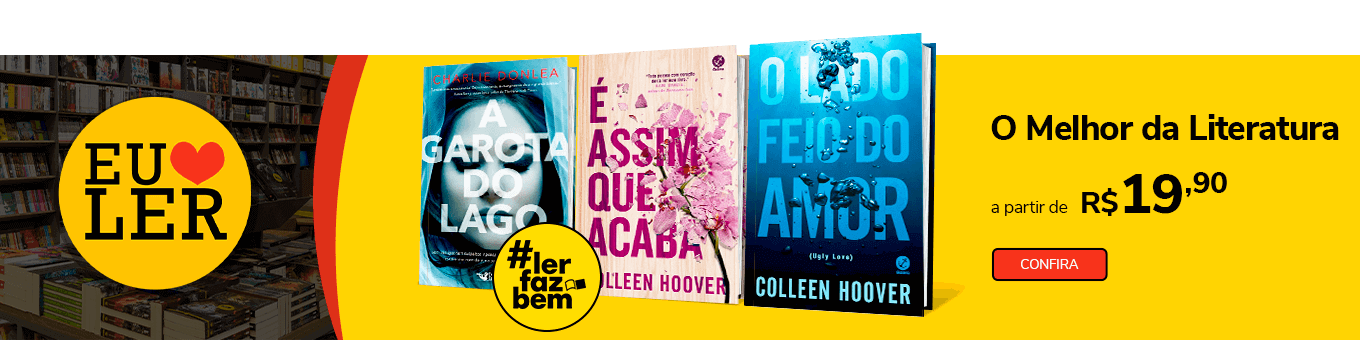 EU
LER
CHARLIE DONLEA
A
GAROTA
DO
LAGO
#ler
faz
bem
É
ASSIM
QUE
ACABA
COLLEEN HOOVER
O LADO
FEIO DO
AMOR
(Ugly Love)
COLLEEN HOOVER
O Melhor da Literatura
a partir de R$19,90
CONFIRA